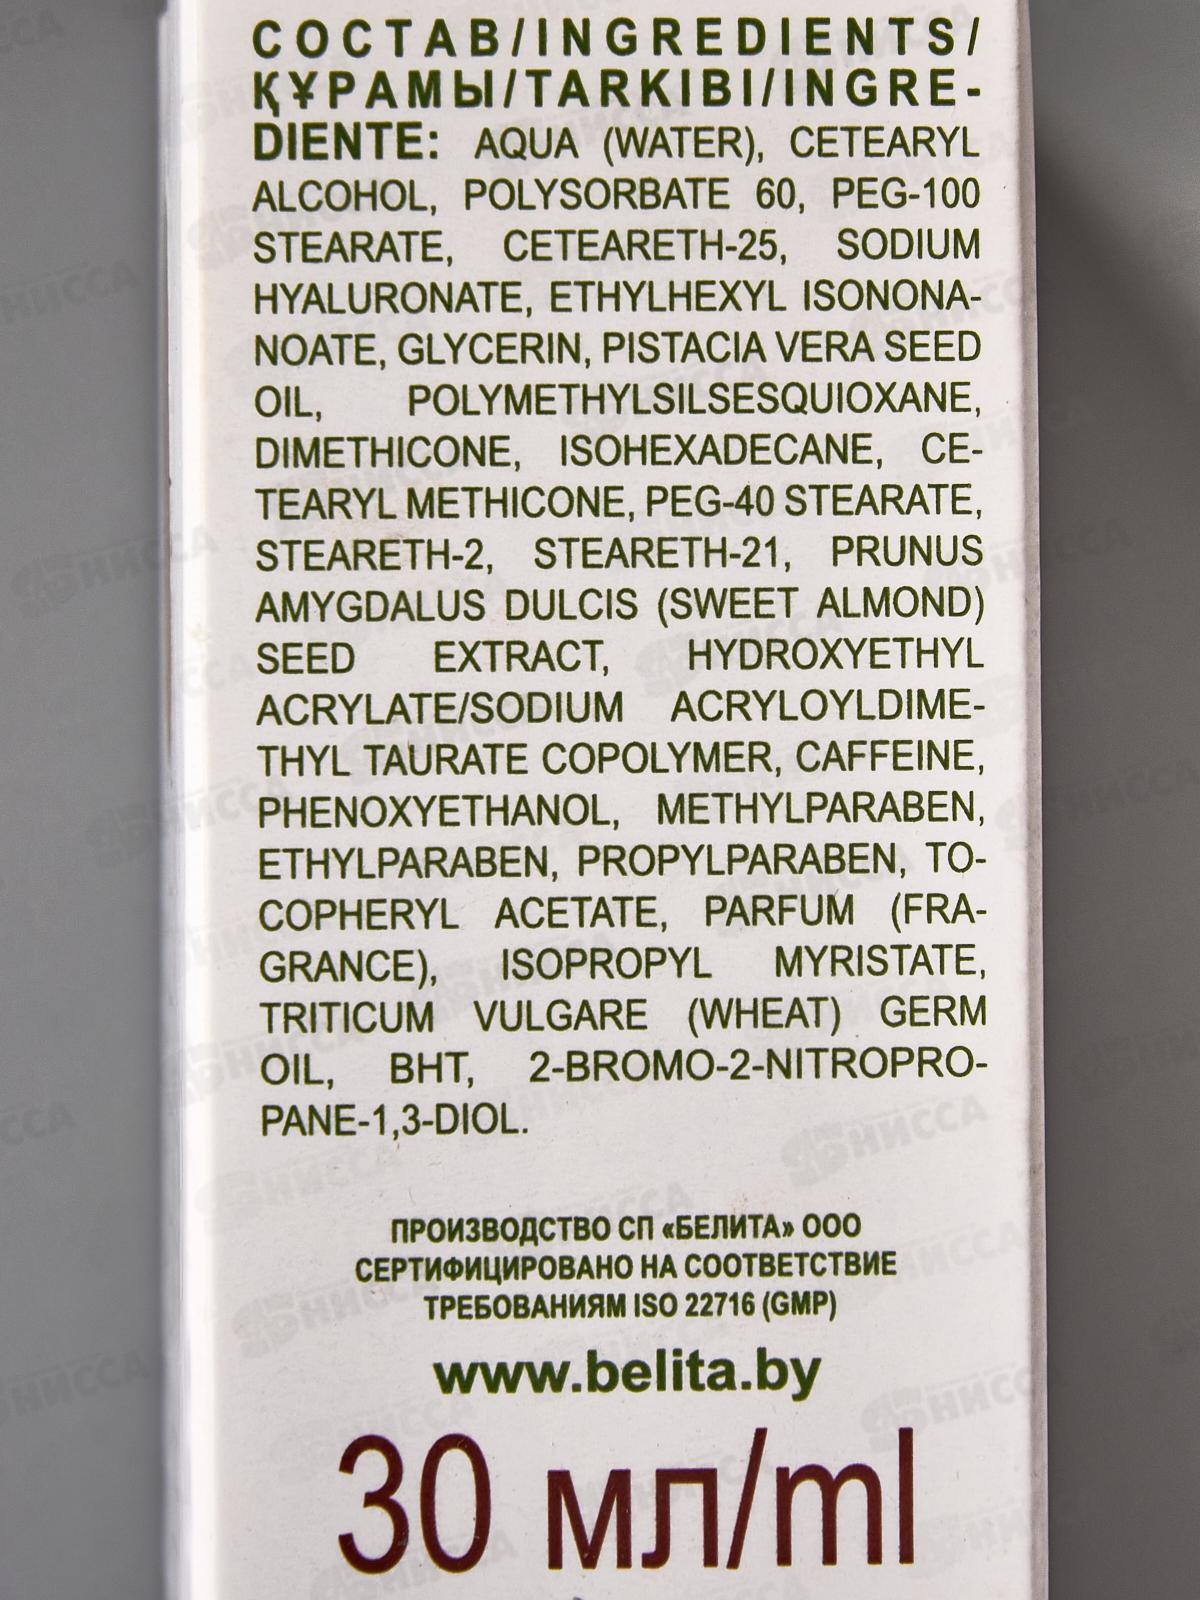 СОСТАВ/INGREDIENTS/
ҚҰРАМЫ/TARKIBI/INGRE-
DIENTE: AQUA (WATER), CETEARYL
ALCOHOL, POLYSORBATE 60, PEG-100
STEARATE, CETEARETH-25, SODIUM
HYALURONATE, ETHYLHEXYL ISONONA-
NOATE, GLYCERIN, PISTACIA VERA SEED
OIL, POLYMETHYLSILSESQUIOXANE,
DIMETHICONE, ISOHEXADECANE, CE-
TEARYL METHICONE, PEG-40 STEARATE,
STEARETH-2, STEARETH-21, PRUNUS
AMYGDALUS DULCIS (SWEET ALMOND)
SEED EXTRACT, HYDROXYETHYL
ACRYLATE/SODIUM ACRYLOYLDIME-
THYL TAURATE COPOLYMER, CAFFEINE,
PHENOXYETHANOL, METHYLPARABEN,
ETHYLPARABEN, PROPYLPARABEN, TO-
COPHERYL ACETATE, PARFUM (FRA-
GRANCE), ISOPROPYL MYRISTATE,
TRITICUM VULGARE (WHEAT) GERM
OIL, BHT, 2-BROMO-2-NITROPRO-
PANE-1,3-DIOL.
ПРОИЗВОДСТВО СП «БЕЛИТА» ООО
СЕРТИФИЦИРОВАНО НА СООТВЕТСТВИЕ
ТРЕБОВАНИЯМ ISO 22716 (GMP)
www.belita.by
30 мл/ml